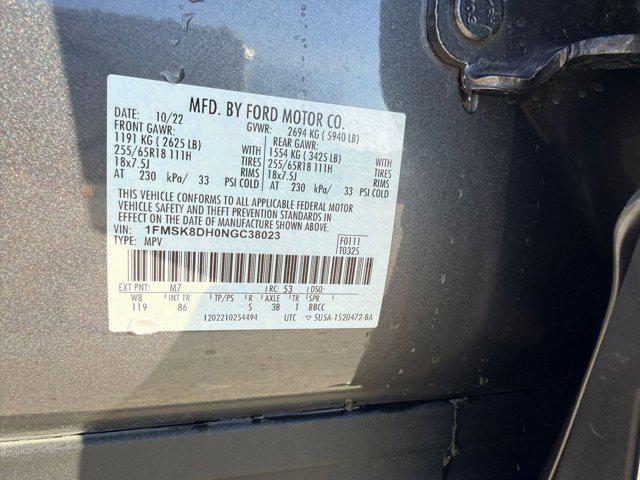 MFD. BY FORD MOTOR CO.
DATE: 10/22 GVWR: 2694 KG ( 5940 LB)
FRONT GAWR: REAR GAWR:
1191 KG ( 2625 LB) WITH 1554 KG ( 3425 LB) WITH
255/65R18 111H TIRES 255/65R18 111H TIRES
18x7.5J RIMS 18x7.5J RIMS
AT 230 kPa/ 33 PSI COLD AT 230 kPa/ 33 PSI COLD
THIS VEHICLE CONFORMS TO ALL APPLICABLE FEDERAL MOTOR
VEHICLE SAFETY AND THEFT PREVENTION STANDARDS IN
EFFECT ON THE DATE OF MANUFACTURE SHOWN ABOVE.
VIN: 1FMSK8DH0NGC38023 F0111
TYPE: MPV T0325
EXT PNT: M7 RC: 53 DSO:
WB INT TR TP/PS R AXLE TR SPR
119 86 S 3B T 8BCC
1202210254494 UTC ▽ 5U5A-1520472-BA